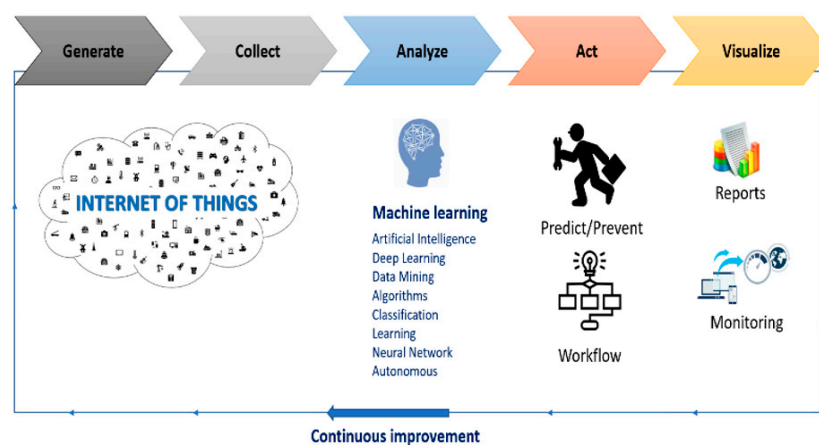 Generate
Collect
Analyze
Act
Visualize
INTERNET OF THINGS
Machine learning
Artificial Intelligence
Deep Learning
Data Mining
Algorithms
Classification
Learning
Neural Network
Autonomous
Predict/Prevent
Workflow
Reports
Monitoring
Continuous improvement